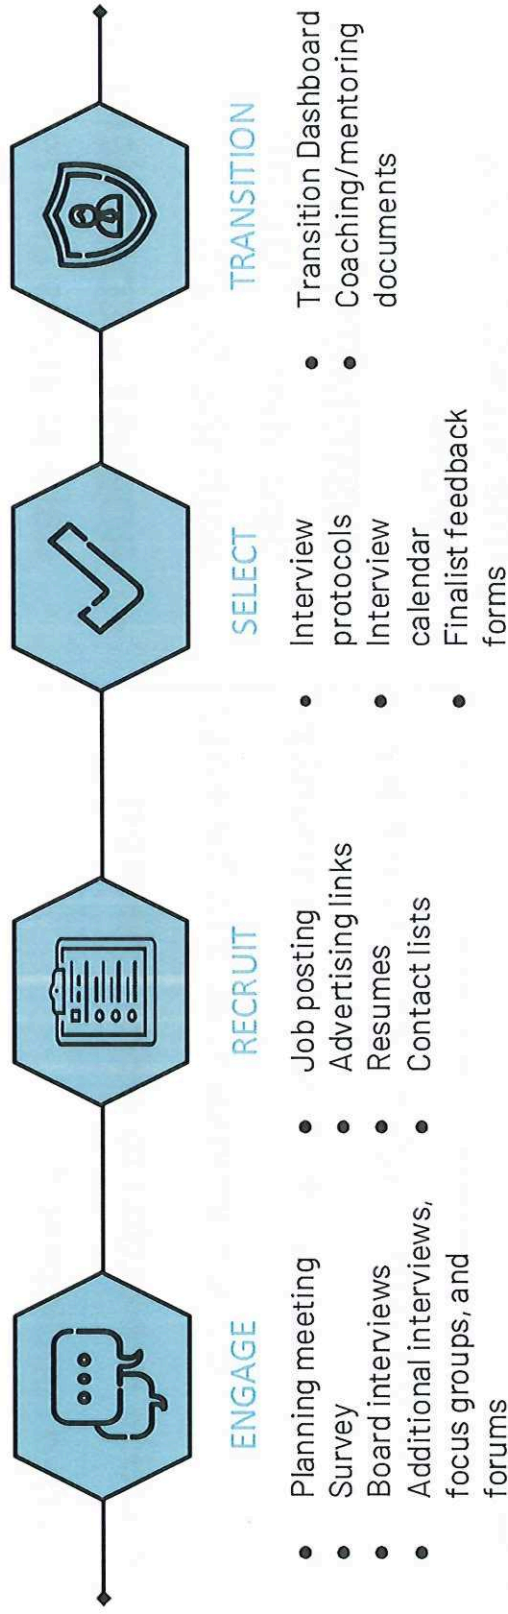 ENGAGE
Planning meeting
Survey
Board interviews
Additional interviews,
focus groups, and
forums
RECRUIT
Job posting
Advertising links
Resumes
Contact lists
SELECT
Interview
protocols
Interview
calendar
Finalist feedback
forms
TRANSITION
Transition Dashboard
Coaching/mentoring
documents